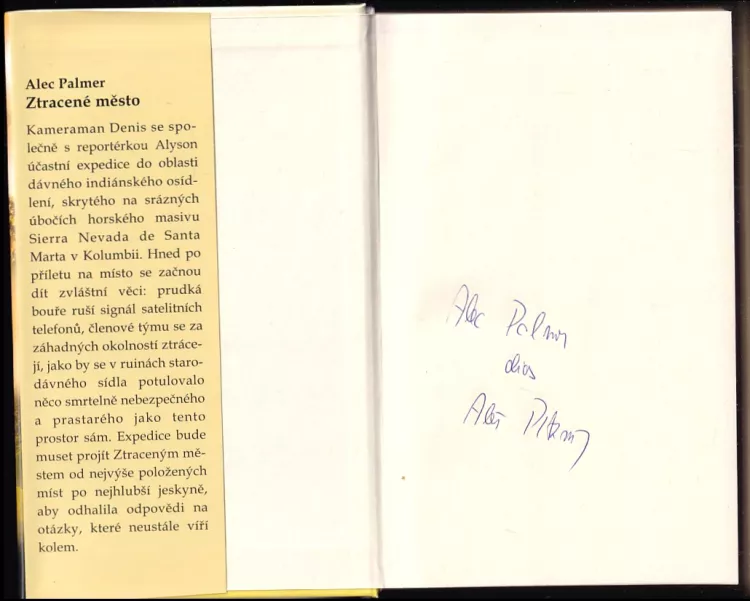 Alec Palmer
Ztracené město
Kameraman Denis se spo-
lečně s reportérkou Alyson
účastní expedice do oblasti
dávného indiánského osíd-
lení, skrytého na srázných
úbočích horského masivu
Sierra Nevada de Santa
Marta v Kolumbii. Hned po
příletu na místo se začnou
dít zvláštní věci: prudká
bouře ruší signál satelitních
telefonů, členové týmu se za
záhadných okolností ztráce-
jí, jako by se v ruinách staro-
dávného sídla potulovalo
něco smrtelně nebezpečného
a prastarého jako tento
prostor sám. Expedice bude
muset projít Ztraceným mě-
stem od nejvýše položených
míst po nejhlubší jeskyně,
aby odhalila odpovědi na
otázky, které neustále víří
kolem.
Alec Palmer
alias
Aleš